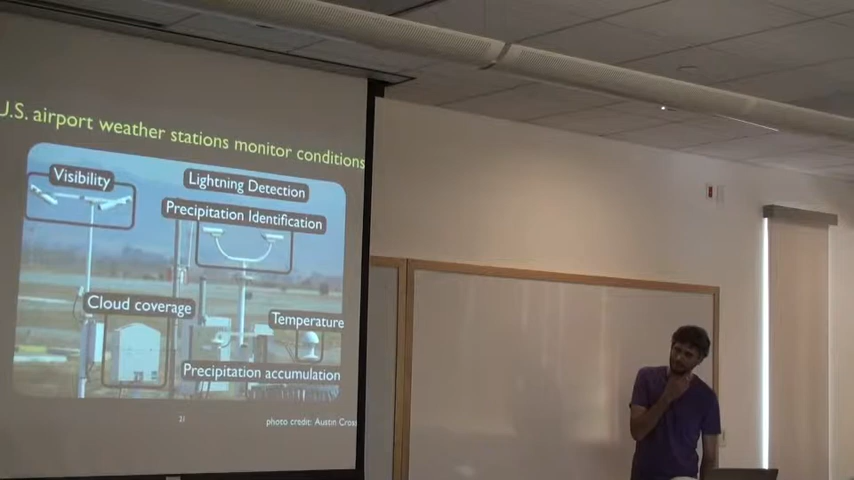 U.S. airport weather stations monitor conditions
Visibility
Lightning Detection
Precipitation Identification
Cloud coverage
Temperature
Precipitation accumulation
21
photo credit: Austin Cross